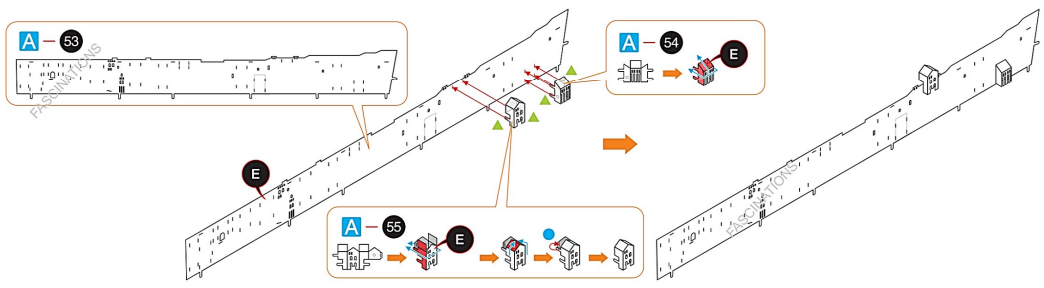 A — 53
FASCINATIONS
A — 54
E
E
A — 55
E
FASCINATIONS